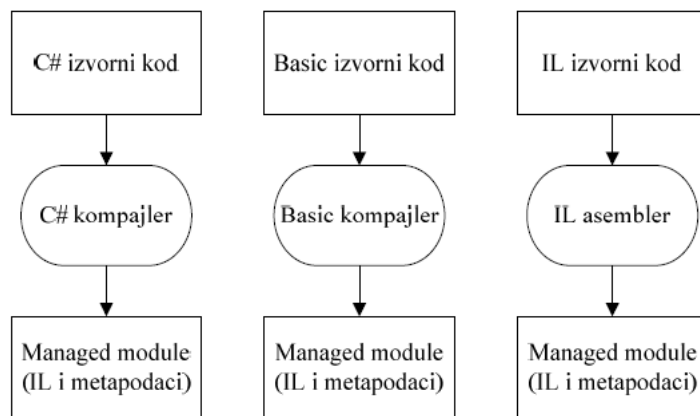 C# izvorni kod
Basic izvorni kod
IL izvorni kod
C# kompajler
Basic kompajler
IL asembler
Managed module
(IL i metapodaci)
Managed module
(IL i metapodaci)
Managed module
(IL i metapodaci)